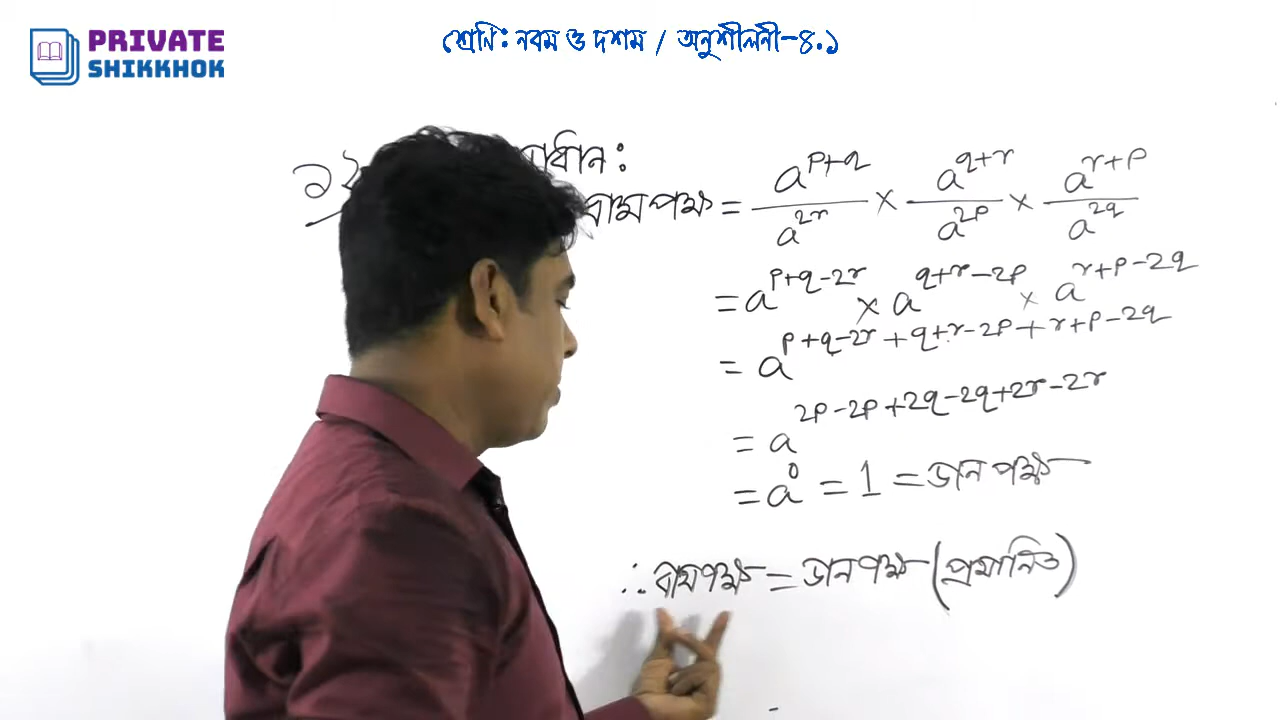 PRIVATE
SHIKKHOK
শ্রেণি: নবম ও দশম / অনুশীলনী-৪.১
১২
বামপক্ষ = a^{p+q}/a^{2r} × a^{q+r}/a^{2p} × a^{r+p}/a^{2q}
= a^{p+q-2r} × a^{q+r-2p} × a^{r+p-2q}
= a^{p+q-2r+q+r-2p+r+p-2q}
= a^{2p-2p+2q-2q+2r-2r}
= a^0 = 1 = ডানপক্ষ
∴ বামপক্ষ = ডানপক্ষ (প্রমানিত)